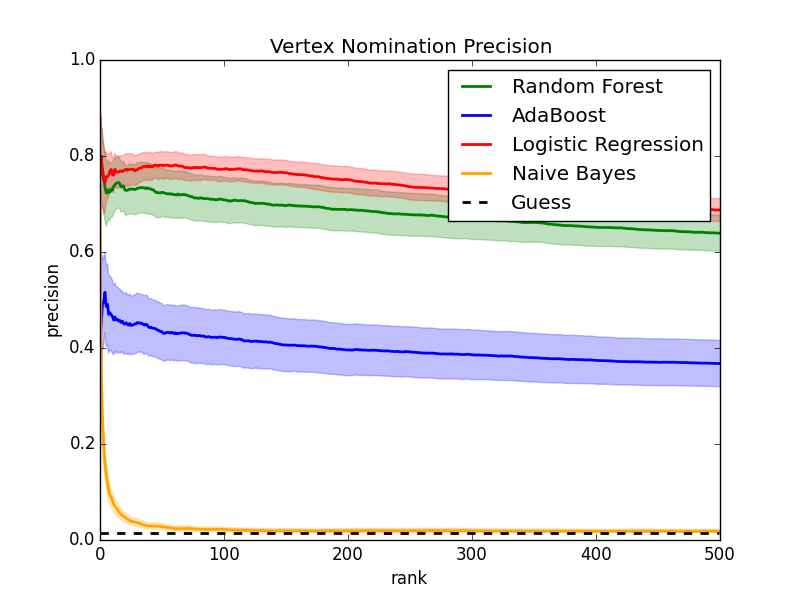 Vertex Nomination Precision
1.0
0.8
0.6
0.4
0.2
0.0
precision
Random Forest
AdaBoost
Logistic Regression
Naive Bayes
Guess
0 100 200 300 400 500
rank